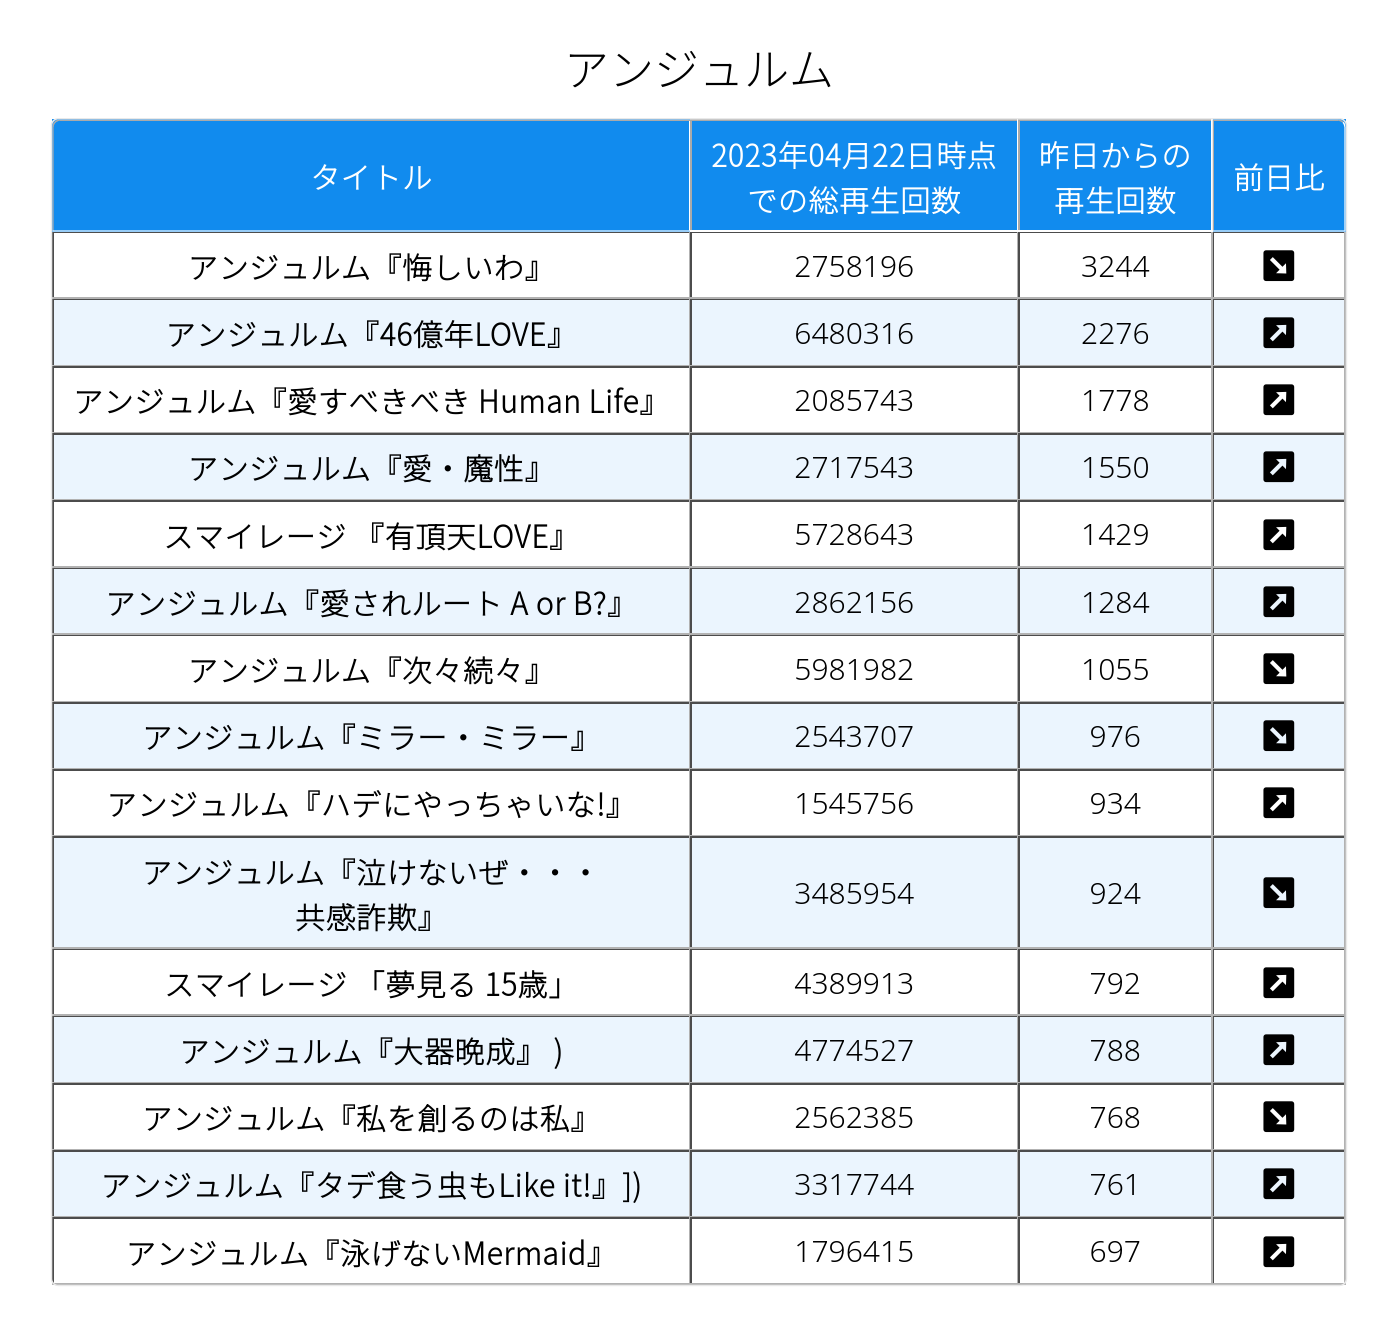 アンジュルム
タイトル
2023年04月22日時点
での総再生回数
昨日からの
再生回数
前日比
アンジュルム『悔しいわ』 2758196 3244
アンジュルム『46億年LOVE』 6480316 2276
アンジュルム『愛すべきべき Human Life』 2085743 1778
アンジュルム『愛・魔性』 2717543 1550
スマイレージ 『有頂天LOVE』 5728643 1429
アンジュルム『愛されルート A or B?』 2862156 1284
アンジュルム『次々続々』 5981982 1055
アンジュルム『ミラー・ミラー』 2543707 976
アンジュルム『ハデにやっちゃいな!』 1545756 934
アンジュルム『泣けないぜ・・・
共感詐欺』 3485954 924
スマイレージ 「夢見る 15歳」 4389913 792
アンジュルム『大器晩成』 ) 4774527 788
アンジュルム『私を創るのは私』 2562385 768
アンジュルム『タデ食う虫もLike it!』]) 3317744 761
アンジュルム『泳げないMermaid』 1796415 697